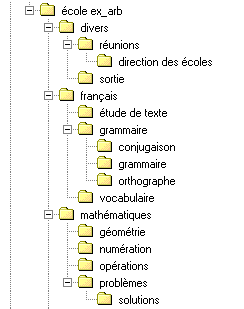 école ex_arb
divers
réunions
direction des écoles
sortie
français
étude de texte
grammaire
conjugaison
grammaire
orthographe
vocabulaire
mathématiques
géométrie
numération
opérations
problèmes
solutions